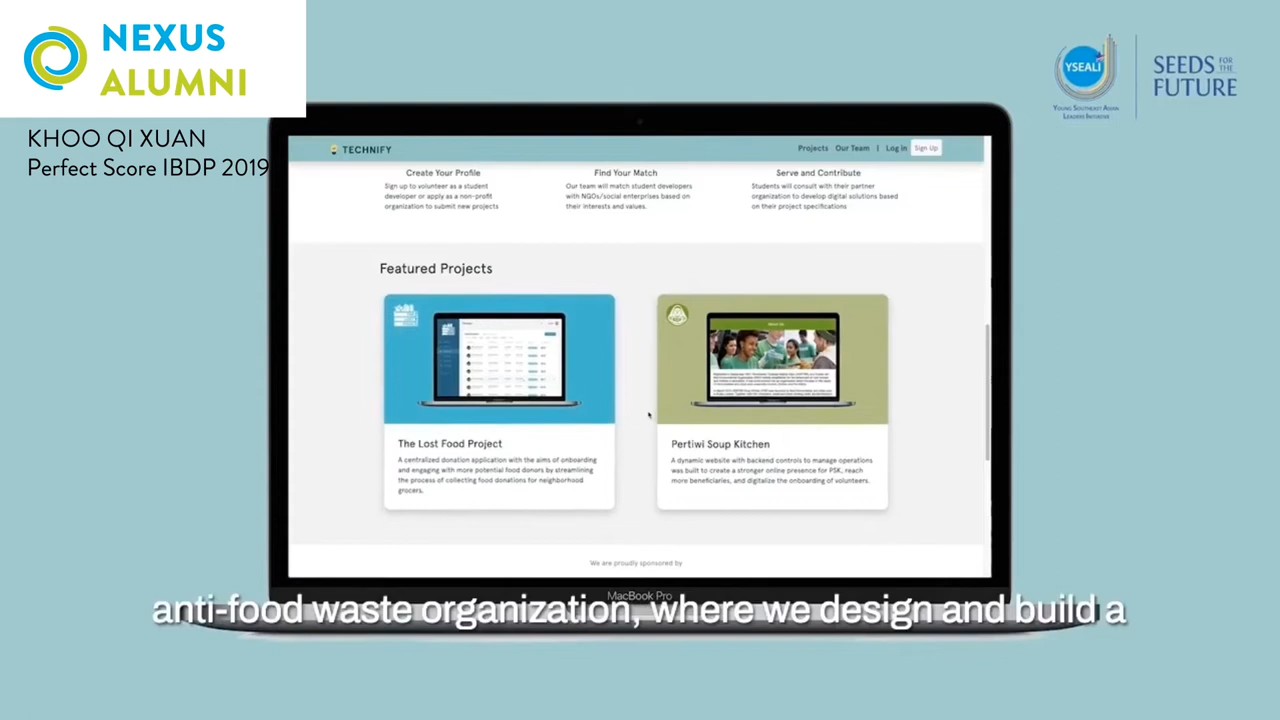 NEXUS
ALUMNI
KHOO QI XUAN
Perfect Score IBDP 2019
YSEALI
YOUNG SOUTHEAST ASIAN
LEADERS INITIATIVE
SEEDS FOR THE
FUTURE
TECHNIFY
Projects Our Team | Log In Sign Up
Create Your Profile
Sign up to volunteer as a student
developer or apply as a non-profit
organization to submit new projects
Find Your Match
Our team will match student developers
with NGOs/social enterprises based on
their interests and values.
Serve and Contribute
Students will consult with their partner
organization to develop digital solutions based
on their project specifications
Featured Projects
The Lost Food Project
A centralized donation application with the aims of onboarding
and engaging with more potential food donors by streamlining
the process of collecting food donations for neighborhood
grocers.
About Us
Pertiwi Soup Kitchen
A dynamic website with backend controls to manage operations
was built to create a stronger online presence for PSK, reach
more beneficiaries, and digitalize the onboarding of volunteers.
We are proudly sponsored by
MacBook Pro
anti-food waste organization, where we design and build a